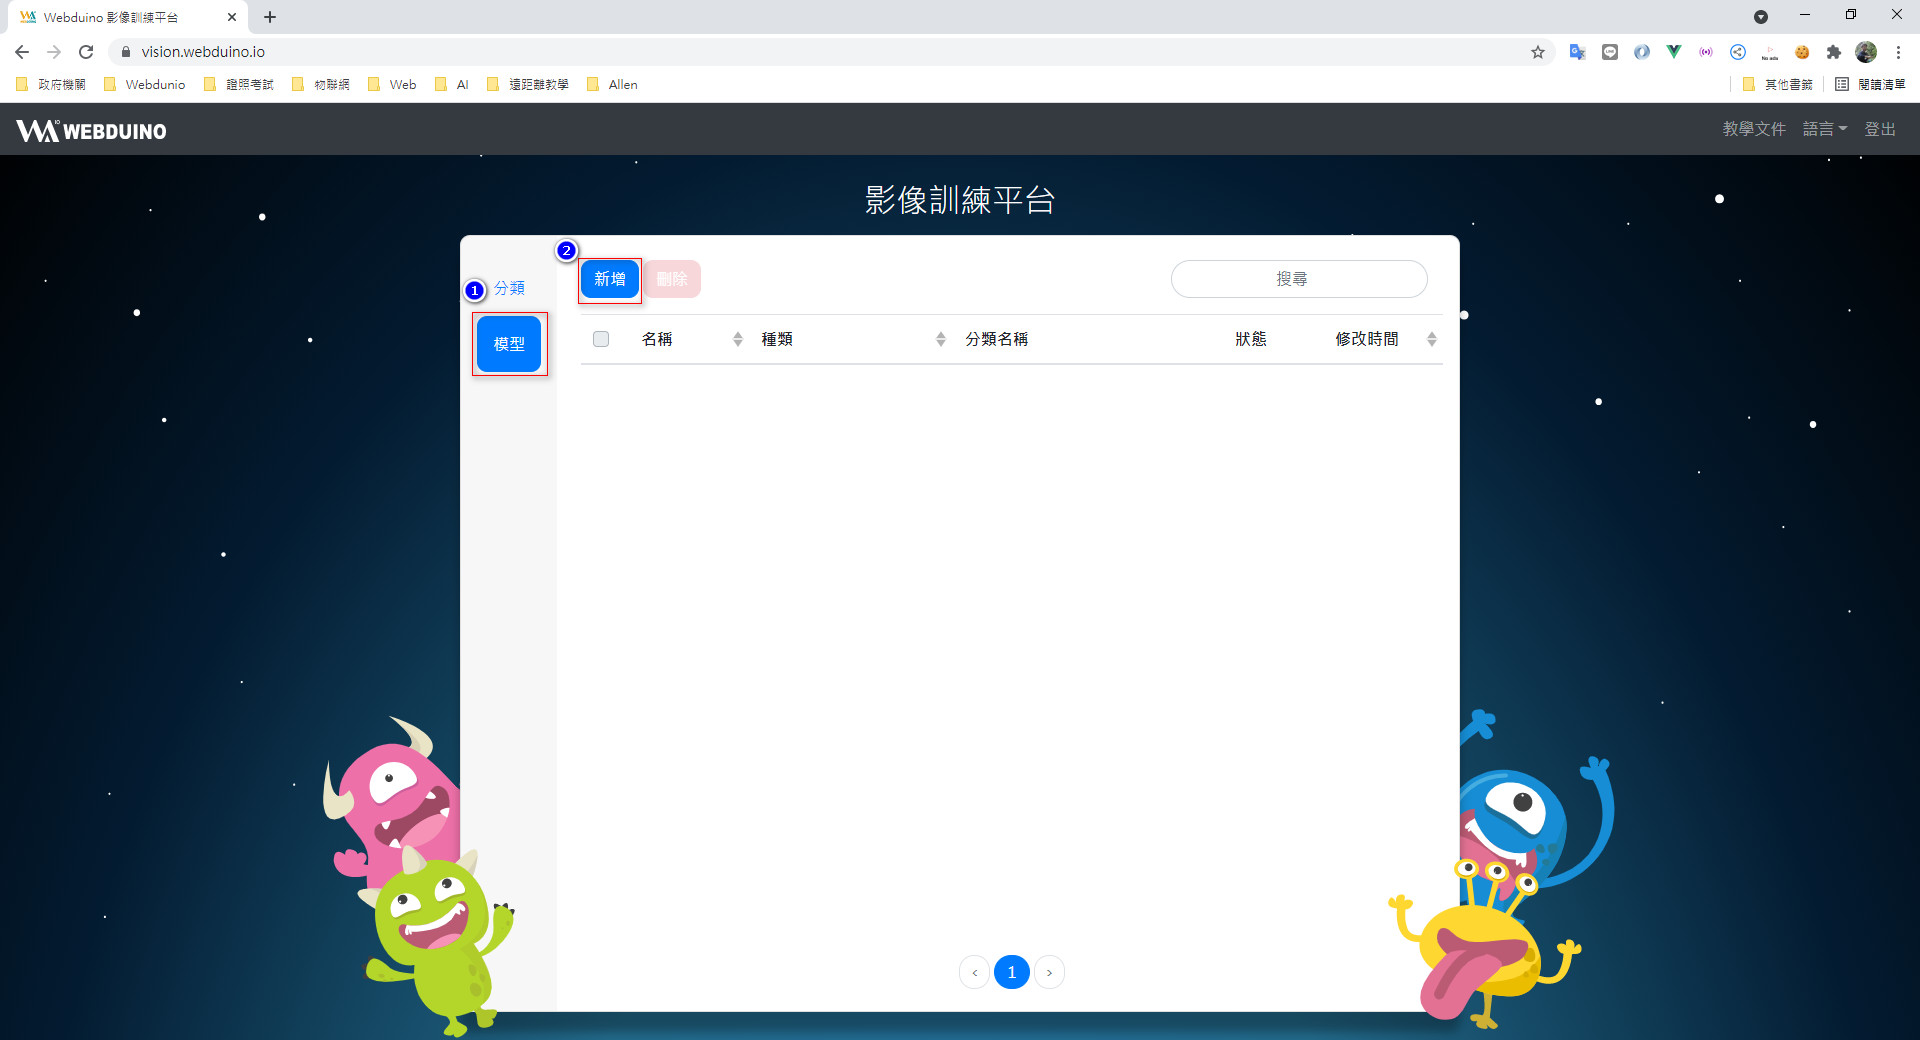 Webduino 影像訓練平台
vision.webduino.io
No ads
政府機關 Webdunio 證照考試 物聯網 Web AI 遠距離教學 Allen 其他書籤 閱讀清單
WEBDUINO 教學文件 語言 登出
影像訓練平台
2
新增 刪除 搜尋
1 分類
模型
名稱 種類 分類名稱 狀態 修改時間
‹ 1 ›